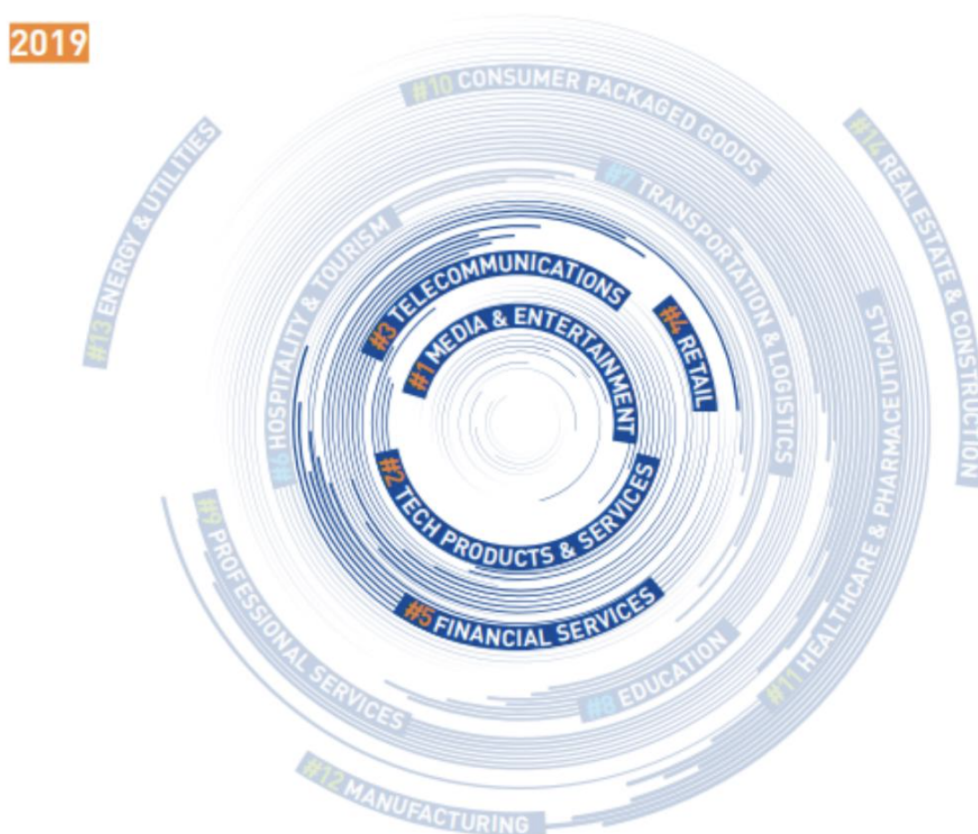 2019
#1 MEDIA & ENTERTAINMENT
#2 TECH PRODUCTS & SERVICES
#3 TELECOMMUNICATIONS
#4 RETAIL
#5 FINANCIAL SERVICES
#6 HOSPITALITY & TOURISM
#7 TRANSPORTATION & LOGISTICS
#8 EDUCATION
#9 PROFESSIONAL SERVICES
#10 CONSUMER PACKAGED GOODS
#11 HEALTHCARE & PHARMACEUTICALS
#12 MANUFACTURING
#13 ENERGY & UTILITIES
#14 REAL ESTATE & CONSTRUCTION